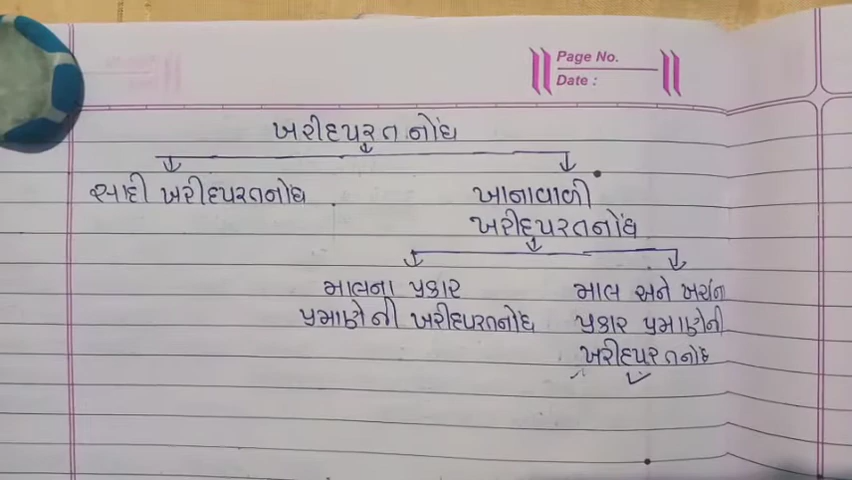 Page No.
Date :
ખરીદપરત નોંધ
સાદી ખરીદપરતનોંધ
ખાનાવાળી
ખરીદપરતનોંધ
માલના પ્રકાર
પ્રમાણેની ખરીદપરતનોંધ
માલ અને ખર્ચના
પ્રકાર પ્રમાણેની
ખરીદપરતનોંધ